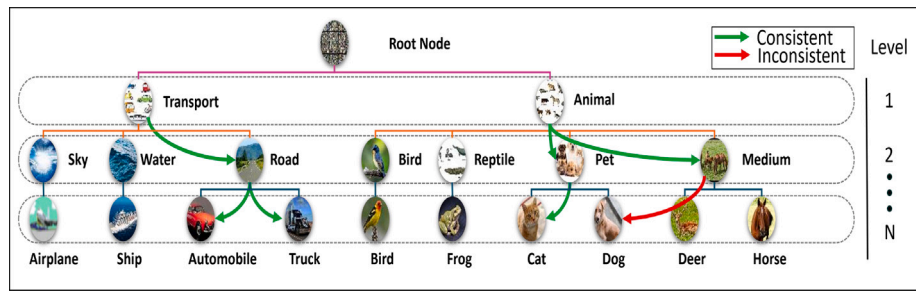 Root Node
Consistent
Inconsistent
Level
Transport
Animal
1
Sky
Water
Road
Bird
Reptile
Pet
Medium
2
N
Airplane
Ship
Automobile
Truck
Bird
Frog
Cat
Dog
Deer
Horse